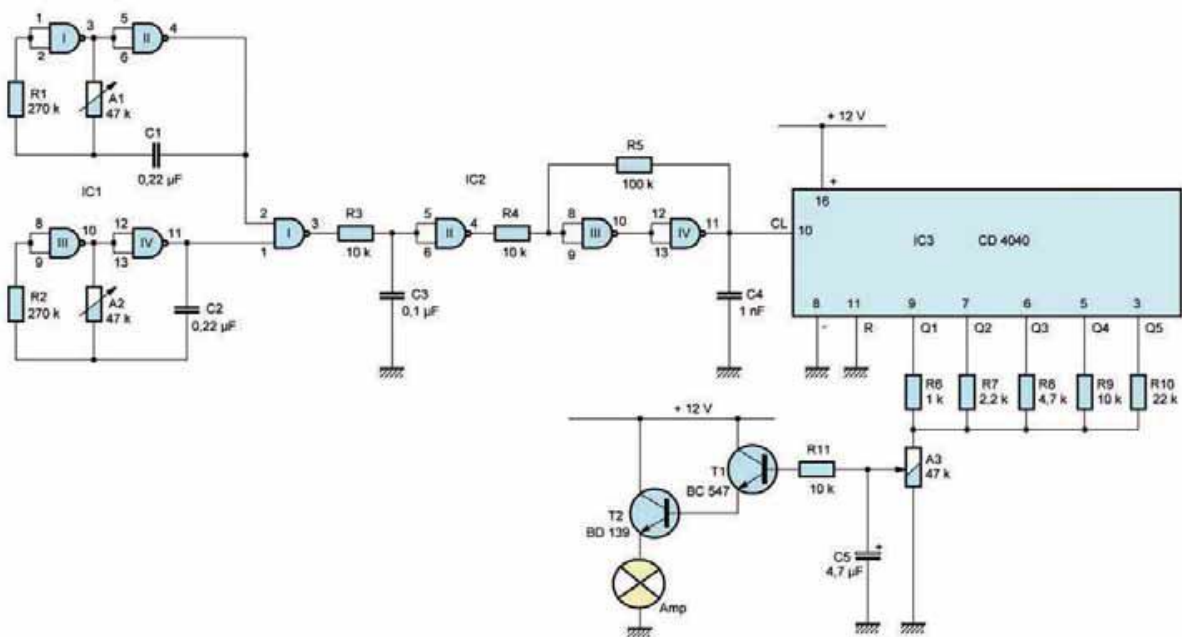 1
2
I
3
5
6
II
4
R1
270 k
A1
47 k
C1
0,22 µF
IC1
8
9
III
10
12
13
IV
11
R2
270 k
A2
47 k
C2
0,22 µF
2
1
I
3
R3
10 k
C3
0,1 µF
IC2
5
6
II
4
R4
10 k
R5
100 k
8
9
III
10
12
13
IV
11
C4
1 nF
+ 12 V
+
16
CL
10
IC3 CD 4040
8
11
9
7
6
5
3
-
R
Q1
Q2
Q3
Q4
Q5
R6
1 k
R7
2,2 k
R8
4,7 k
R9
10 k
R10
22 k
+ 12 V
T1
BC 547
R11
10 k
A3
47 k
T2
BD 139
C5
4,7 µF
+
Amp